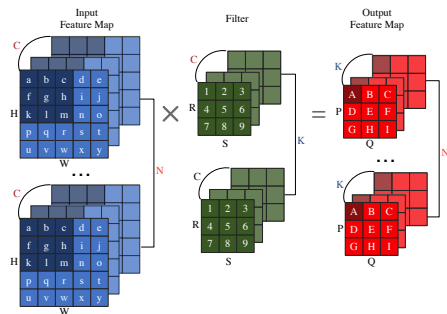 Input
Feature Map
Filter
Output
Feature Map
C
a b c d e
f g h i j
k l m n o
p q r s t
u v w x y
H
W
...
C
a b c d e
f g h i j
k l m n o
p q r s t
u v w x y
H
W
N
×
C
1 2 3
4 5 6
7 8 9
R
S
C
1 2 3
4 5 6
7 8 9
R
S
K
=
K
A B C
D E F
G H I
P
Q
...
K
A B C
D E F
G H I
P
Q
N